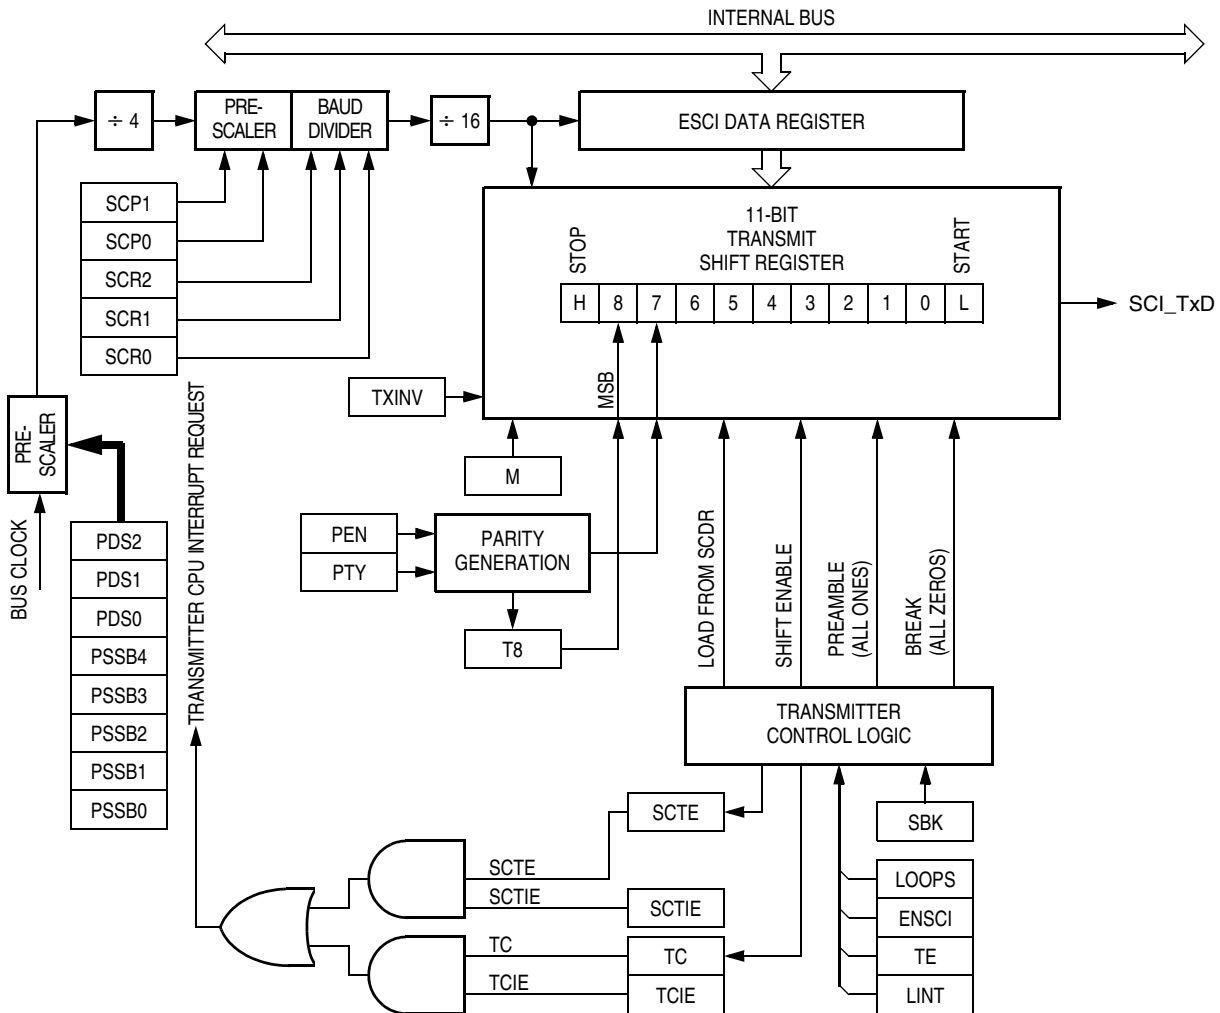 INTERNAL BUS
÷ 4
PRE-
SCALER
BAUD
DIVIDER
÷ 16
ESCI DATA REGISTER
SCP1
SCP0
SCR2
SCR1
SCR0
11-BIT
TRANSMIT
SHIFT REGISTER
STOP
START
H 8 7 6 5 4 3 2 1 0 L
SCI_TxD
TXINV
MSB
M
PRE-
SCALER
BUS CLOCK
PDS2
PDS1
PDS0
PSSB4
PSSB3
PSSB2
PSSB1
PSSB0
TRANSMITTER CPU INTERRUPT REQUEST
PEN
PTY
PARITY
GENERATION
T8
LOAD FROM SCDR
SHIFT ENABLE
PREAMBLE
(ALL ONES)
BREAK
(ALL ZEROS)
TRANSMITTER
CONTROL LOGIC
SCTE
SBK
SCTE
SCTIE
SCTIE
LOOPS
ENSCI
TE
LINT
TC
TC
TCIE
TCIE